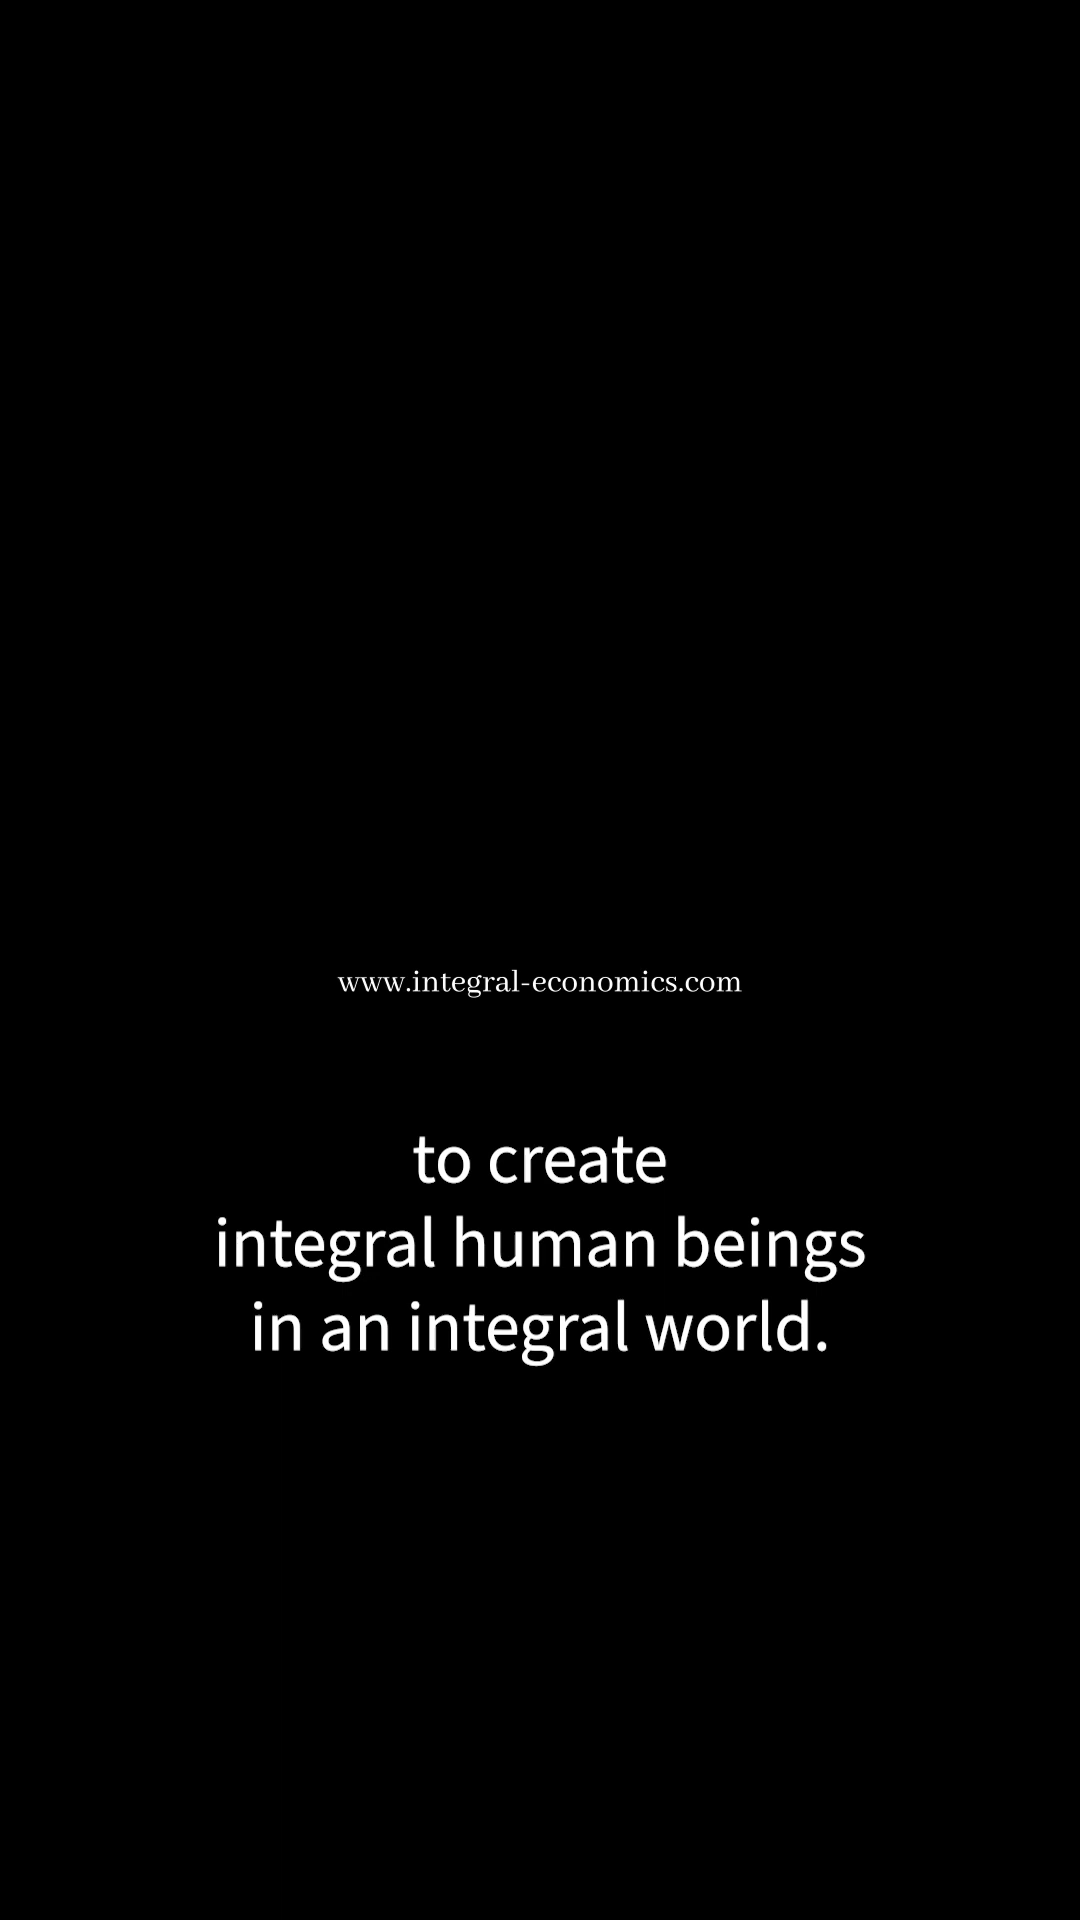 www.integral-economics.com
to create
integral human beings
in an integral world.